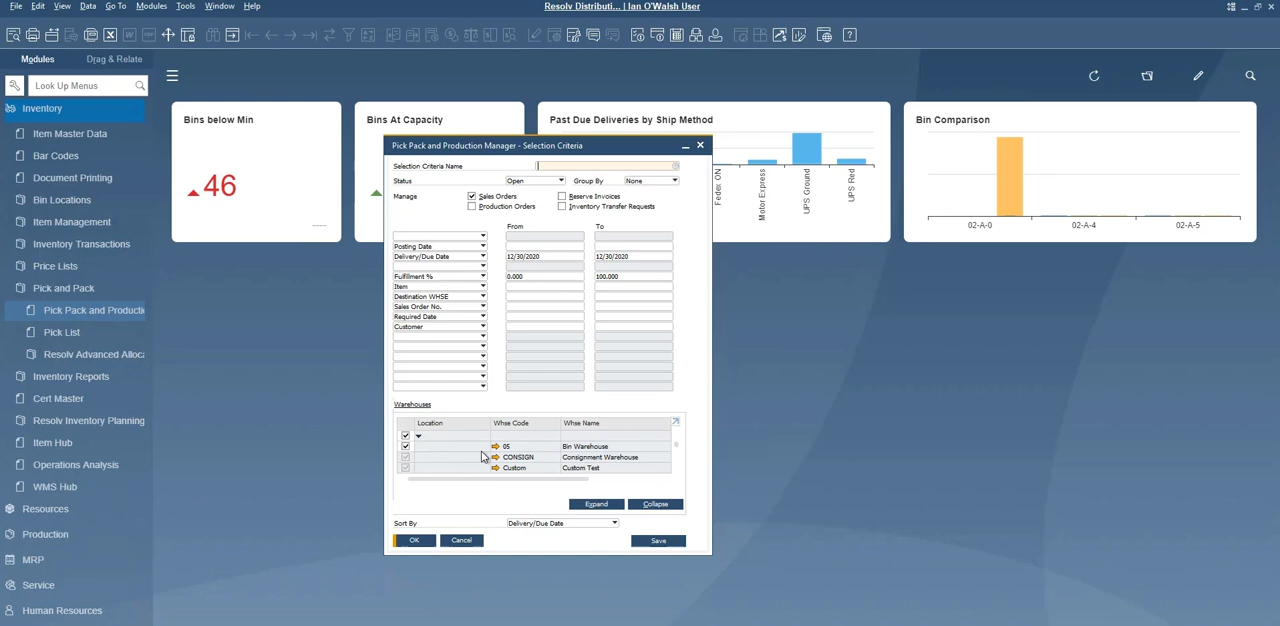 File Edit View Data Go To Modules Tools Window Help
Resolv Distributi... | Ian O'Walsh User
Modules Drag & Relate
Look Up Menus
Inventory
Item Master Data
Bar Codes
Document Printing
Bin Locations
Item Management
Inventory Transactions
Price Lists
Pick and Pack
Pick Pack and Producti
Pick List
Resolv Advanced Alloca
Inventory Reports
Cert Master
Resolv Inventory Planning
Item Hub
Operations Analysis
WMS Hub
Resources
Production
MRP
Service
Human Resources
Bins below Min
46
Bins At Capacity
Past Due Deliveries by Ship Method
Fedex ON
Motor Express
UPS Ground
UPS Red
Bin Comparison
02-A-0 02-A-4 02-A-5
Pick Pack and Production Manager - Selection Criteria
Selection Criteria Name
Status Open Group By None
Manage Sales Orders Reserve Invoices
Production Orders Inventory Transfer Requests
From To
Posting Date
Delivery/Due Date 12/30/2020 12/30/2020
Fulfillment % 0.000 100.000
Item
Destination WHSE
Sales Order No.
Required Date
Customer
Warehouses
Location Whse Code Whse Name
05 Bin Warehouse
CONSIGN Consignment Warehouse
Custom Custom Test
Expand Collapse
Sort By Delivery/Due Date
OK Cancel Save